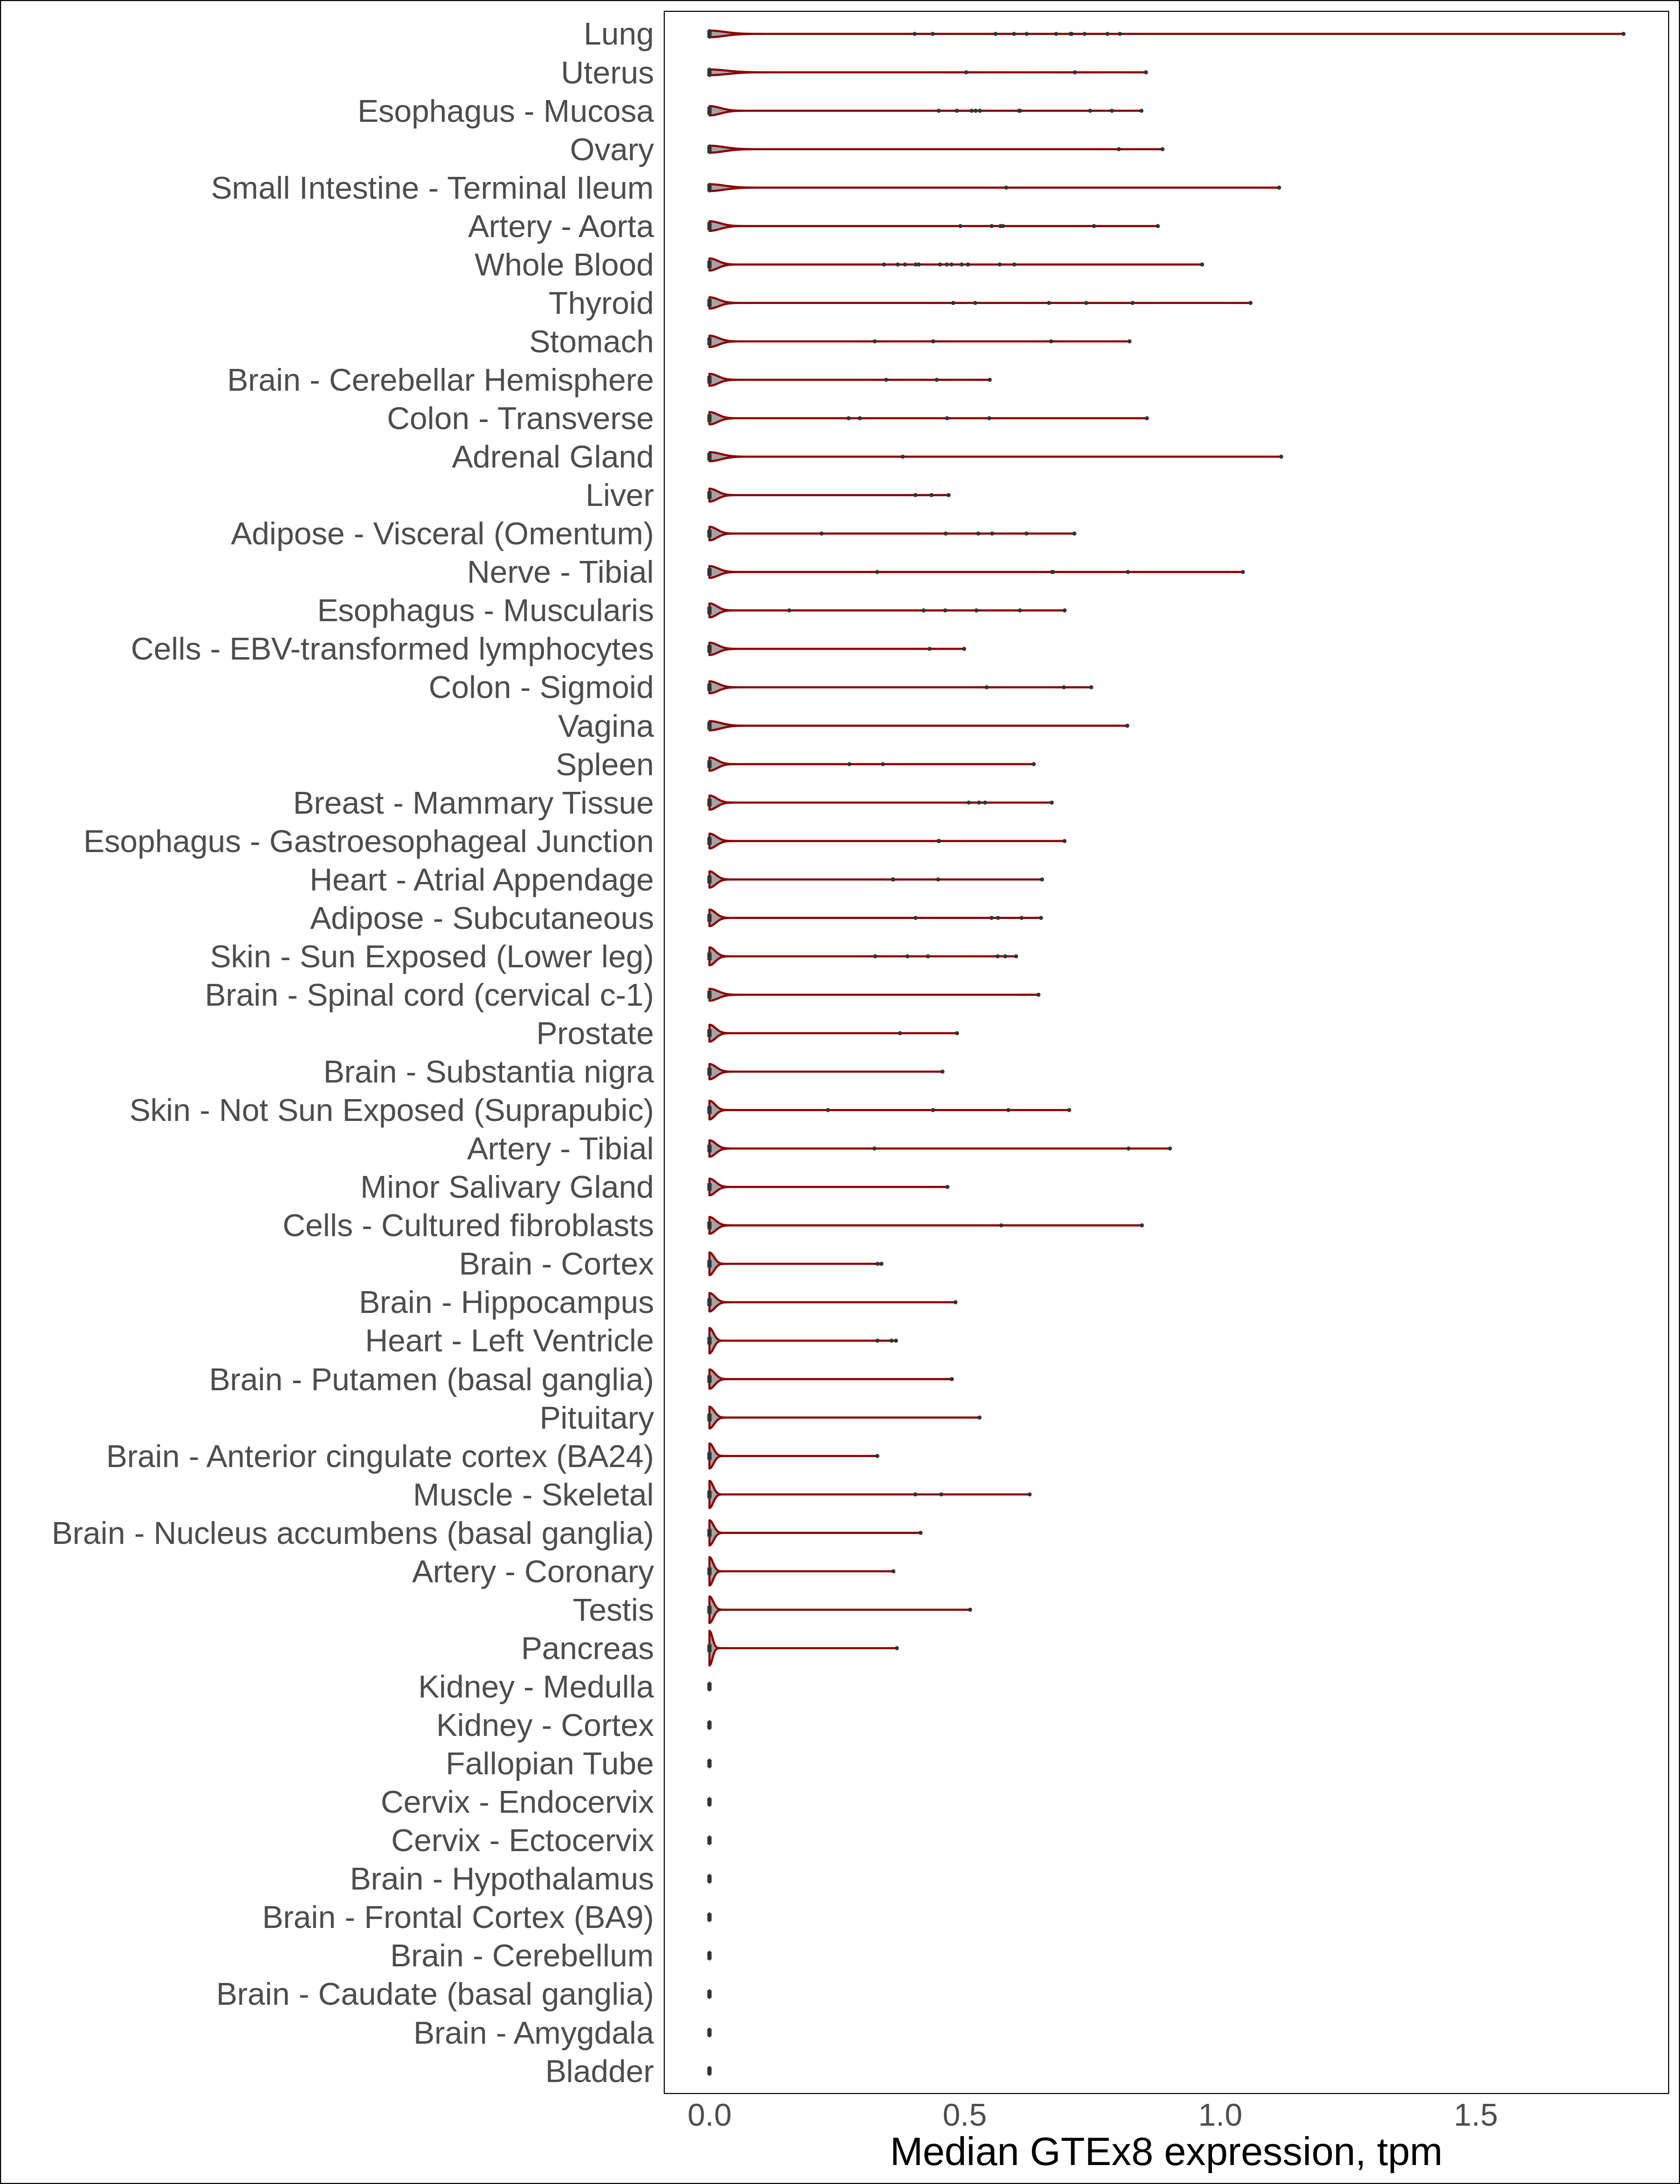 Lung
Uterus
Esophagus - Mucosa
Ovary
Small Intestine - Terminal Ileum
Artery - Aorta
Whole Blood
Thyroid
Stomach
Brain - Cerebellar Hemisphere
Colon - Transverse
Adrenal Gland
Liver
Adipose - Visceral (Omentum)
Nerve - Tibial
Esophagus - Muscularis
Cells - EBV-transformed lymphocytes
Colon - Sigmoid
Vagina
Spleen
Breast - Mammary Tissue
Esophagus - Gastroesophageal Junction
Heart - Atrial Appendage
Adipose - Subcutaneous
Skin - Sun Exposed (Lower leg)
Brain - Spinal cord (cervical c-1)
Prostate
Brain - Substantia nigra
Skin - Not Sun Exposed (Suprapubic)
Artery - Tibial
Minor Salivary Gland
Cells - Cultured fibroblasts
Brain - Cortex
Brain - Hippocampus
Heart - Left Ventricle
Brain - Putamen (basal ganglia)
Pituitary
Brain - Anterior cingulate cortex (BA24)
Muscle - Skeletal
Brain - Nucleus accumbens (basal ganglia)
Artery - Coronary
Testis
Pancreas
Kidney - Medulla
Kidney - Cortex
Fallopian Tube
Cervix - Endocervix
Cervix - Ectocervix
Brain - Hypothalamus
Brain - Frontal Cortex (BA9)
Brain - Cerebellum
Brain - Caudate (basal ganglia)
Brain - Amygdala
Bladder
0.0 0.5 1.0 1.5
Median GTEx8 expression, tpm